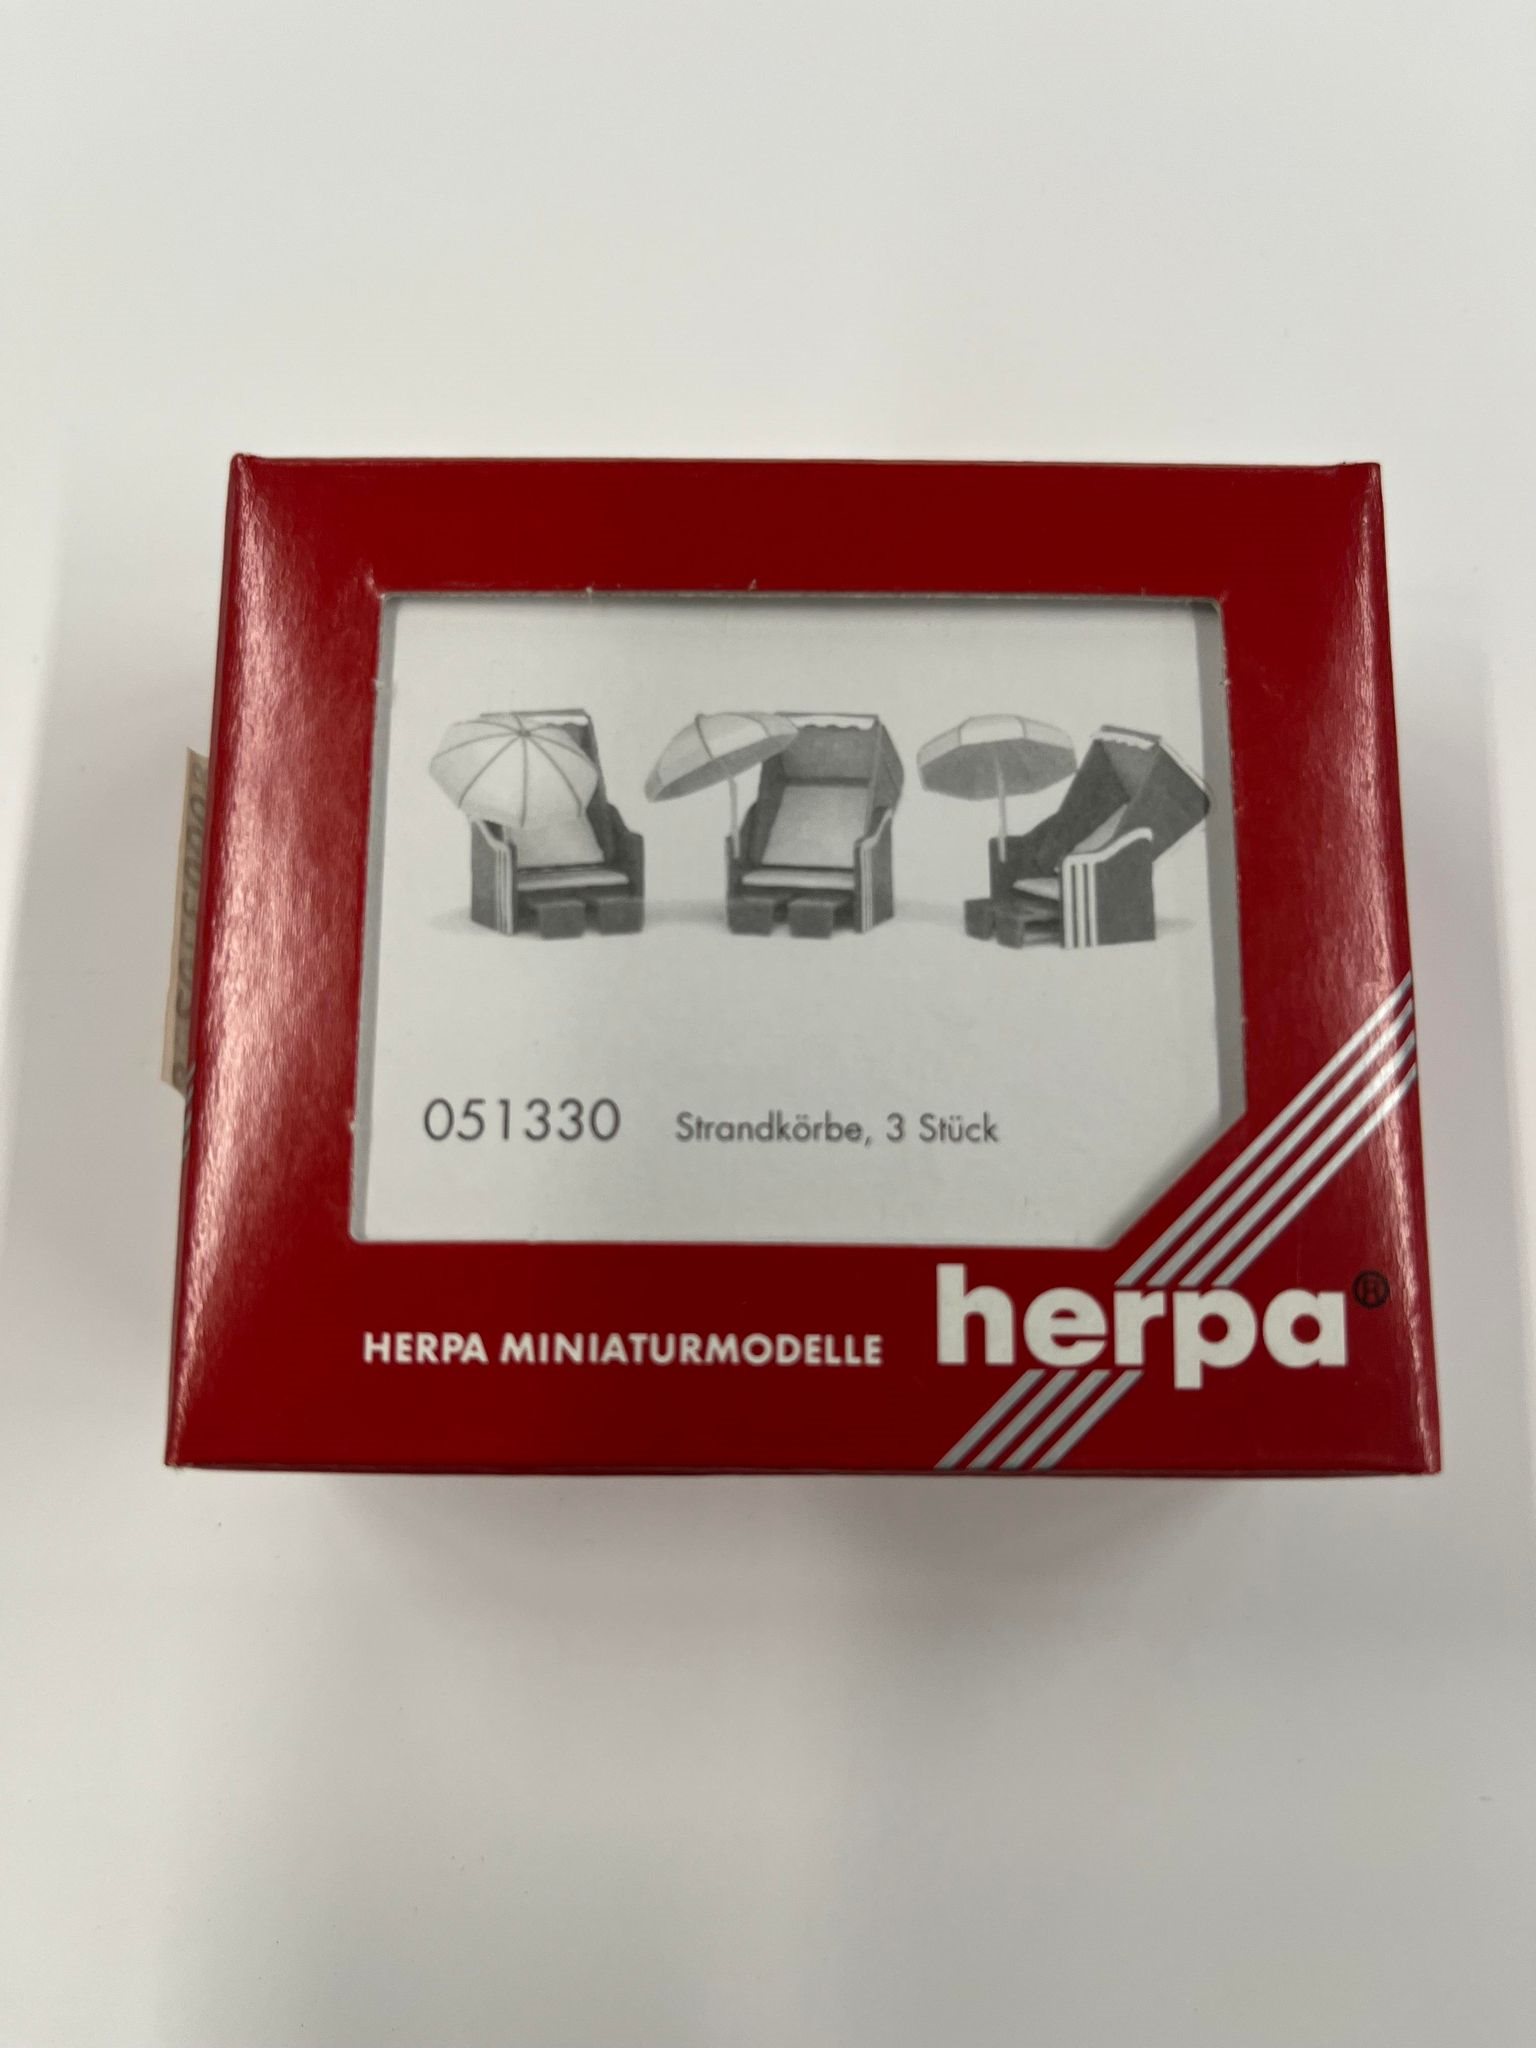 051330 Strandkörbe, 3 Stück
HERPA MINIATURMODELLE herpa®